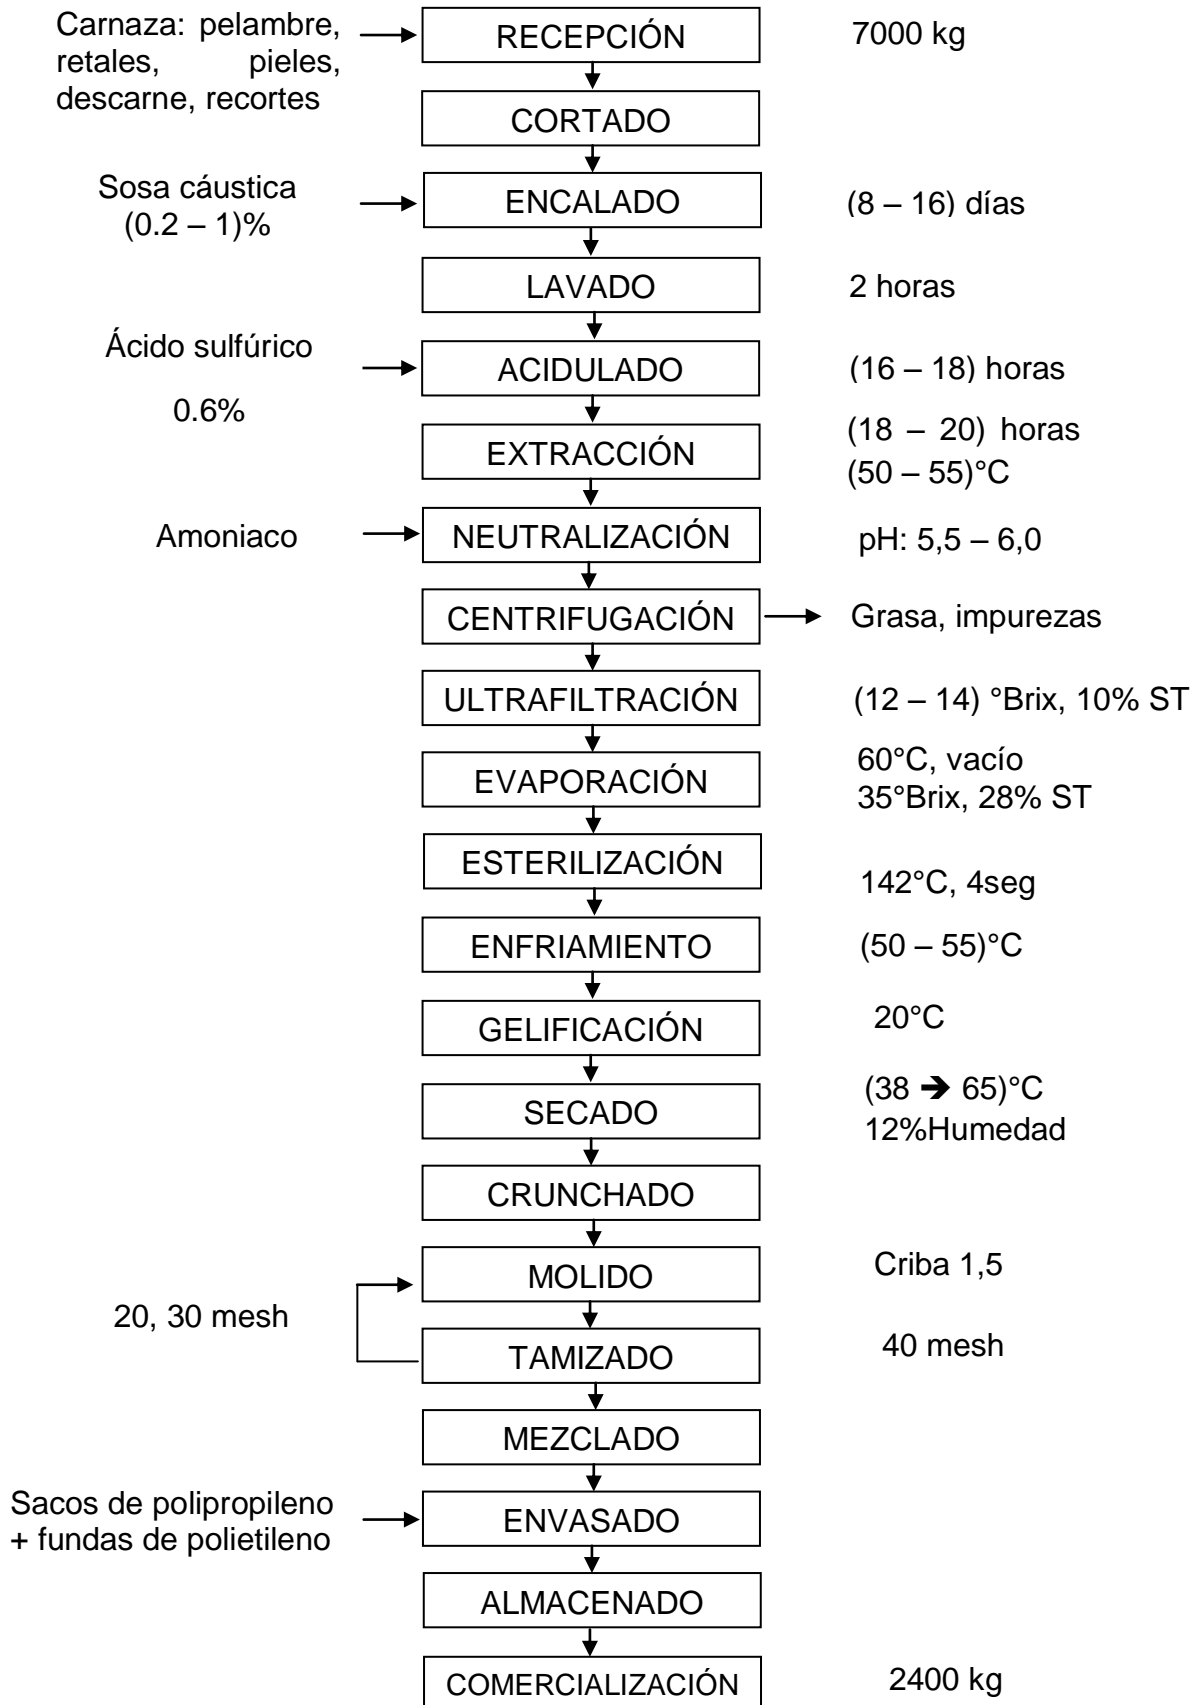 Carnaza: pelambre,
retales, pieles,
descarne, recortes
RECEPCIÓN
7000 kg
CORTADO
Sosa cáustica
(0.2 – 1)%
ENCALADO
(8 – 16) días
LAVADO
2 horas
Ácido sulfúrico
0.6%
ACIDULADO
(16 – 18) horas
EXTRACCIÓN
(18 – 20) horas
(50 – 55)°C
Amoniaco
NEUTRALIZACIÓN
pH: 5,5 – 6,0
CENTRIFUGACIÓN
Grasa, impurezas
ULTRAFILTRACIÓN
(12 – 14) °Brix, 10% ST
EVAPORACIÓN
60°C, vacío
35°Brix, 28% ST
ESTERILIZACIÓN
142°C, 4seg
ENFRIAMIENTO
(50 – 55)°C
GELIFICACIÓN
20°C
SECADO
(38 ➔ 65)°C
12%Humedad
CRUNCHADO
MOLIDO
Criba 1,5
20, 30 mesh
TAMIZADO
40 mesh
MEZCLADO
Sacos de polipropileno
+ fundas de polietileno
ENVASADO
ALMACENADO
COMERCIALIZACIÓN
2400 kg